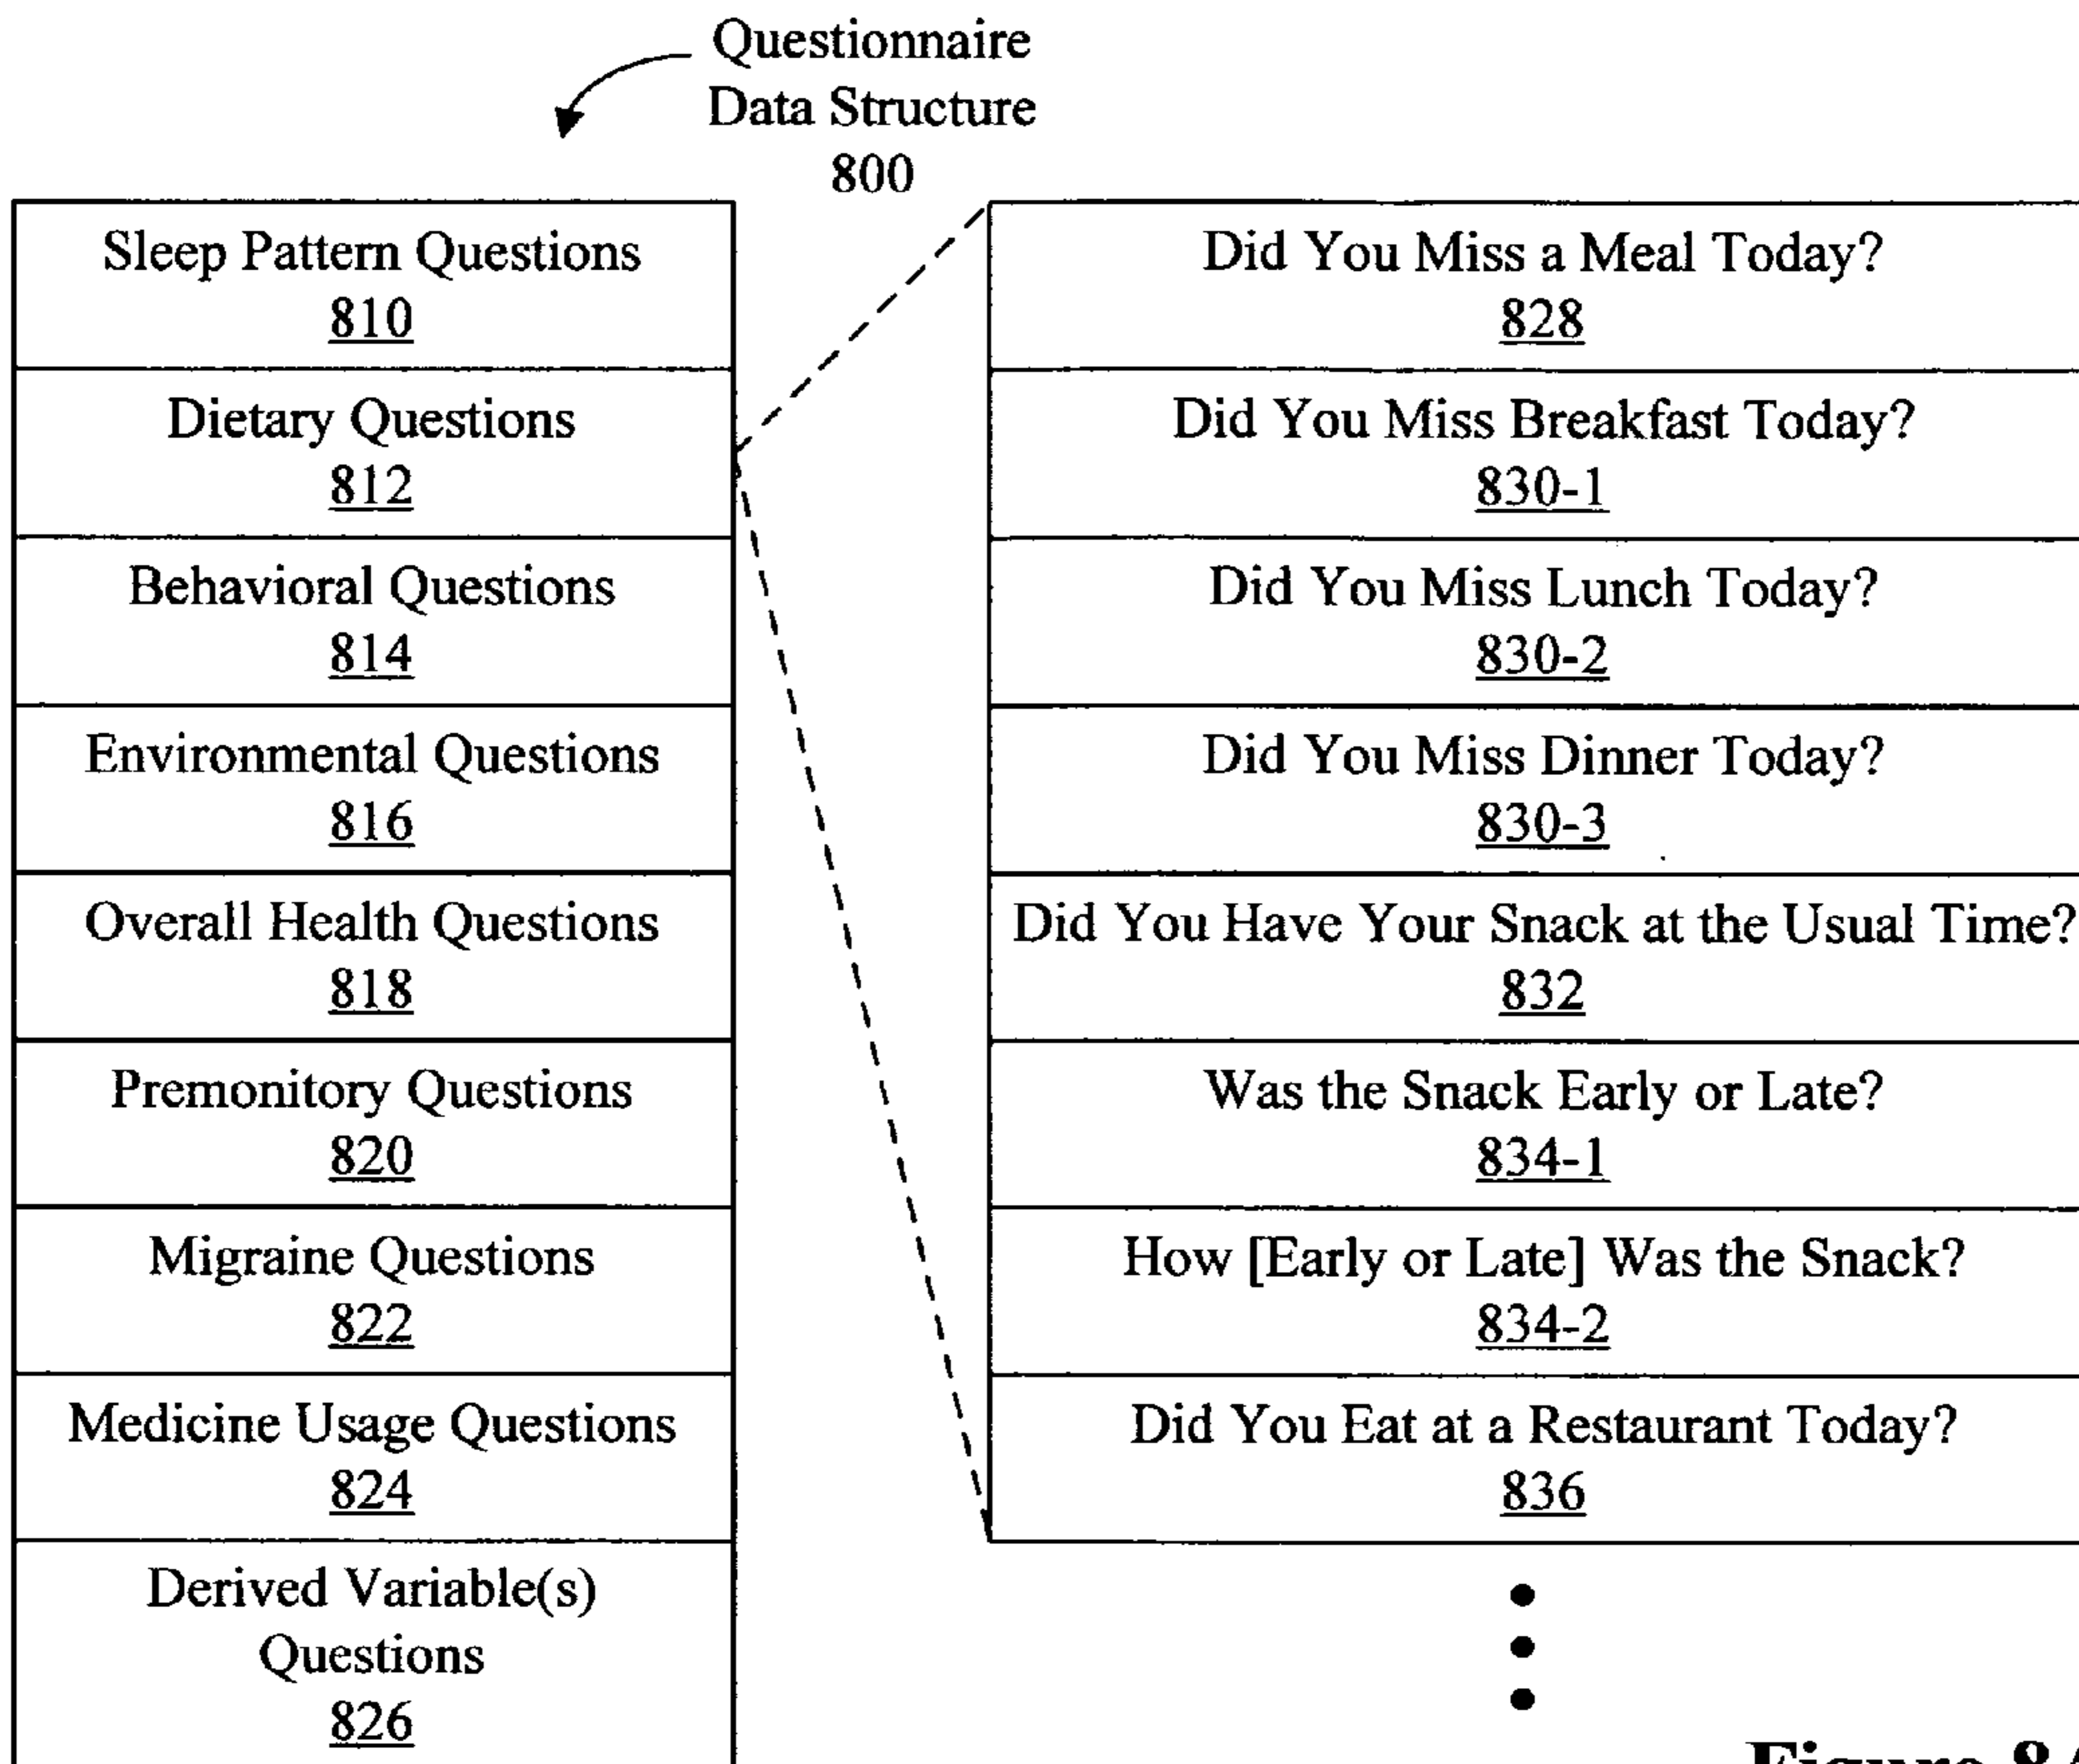 Questionnaire
Data Structure
800
Sleep Pattern Questions
810
Dietary Questions
812
Behavioral Questions
814
Environmental Questions
816
Overall Health Questions
818
Premonitory Questions
820
Migraine Questions
822
Medicine Usage Questions
824
Derived Variable(s)
Questions
826
Did You Miss a Meal Today?
828
Did You Miss Breakfast Today?
830-1
Did You Miss Lunch Today?
830-2
Did You Miss Dinner Today?
830-3
Did You Have Your Snack at the Usual Time?
832
Was the Snack Early or Late?
834-1
How [Early or Late] Was the Snack?
834-2
Did You Eat at a Restaurant Today?
836